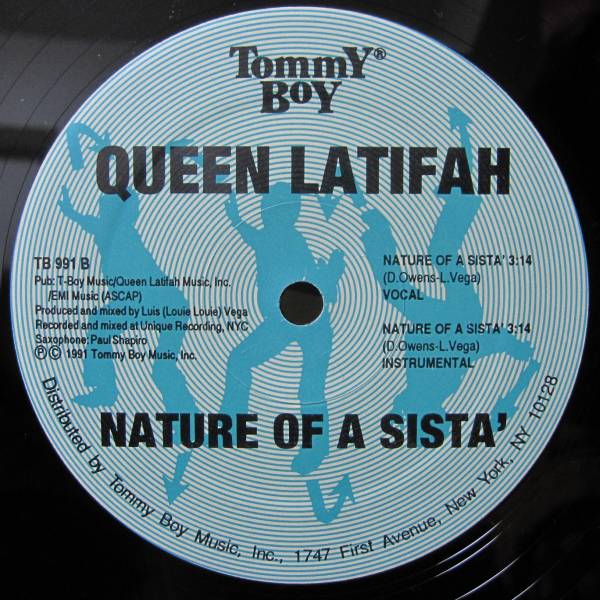 TOMMY®
BOY
QUEEN LATIFAH
TB 991 B
Pub: T-Boy Music/Queen Latifah Music, Inc.
/EMI Music (ASCAP)
Produced and mixed by Luis (Louie Louie) Vega
Recorded and mixed at Unique Recording, NYC
Saxophone: Paul Shapiro
Ⓟ © 1991 Tommy Boy Music, Inc.
NATURE OF A SISTA' 3:14
(D.Owens-L.Vega)
VOCAL
NATURE OF A SISTA' 3:14
(D.Owens-L.Vega)
INSTRUMENTAL
NATURE OF A SISTA'
Distributed by Tommy Boy Music, Inc., 1747 First Avenue, New York, NY 10128